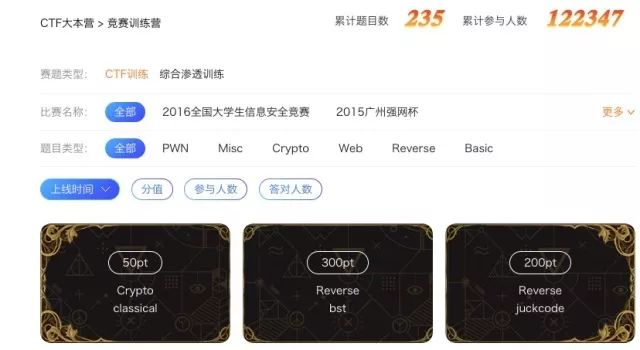 CTF大本营 > 竞赛训练营 累计题目数 235 累计参与人数 122347
赛题类型: CTF训练 综合渗透训练
比赛名称: 全部 2016全国大学生信息安全竞赛 2015广州强网杯 更多
题目类型: 全部 PWN Misc Crypto Web Reverse Basic
上线时间 分值 参与人数 答对人数
50pt 300pt 200pt
Crypto Reverse Reverse
classical bst juckcode